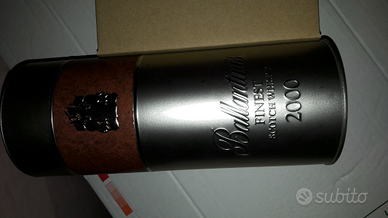 Ballantine's
FINEST
SCOTCH WHISKY
2000
subito